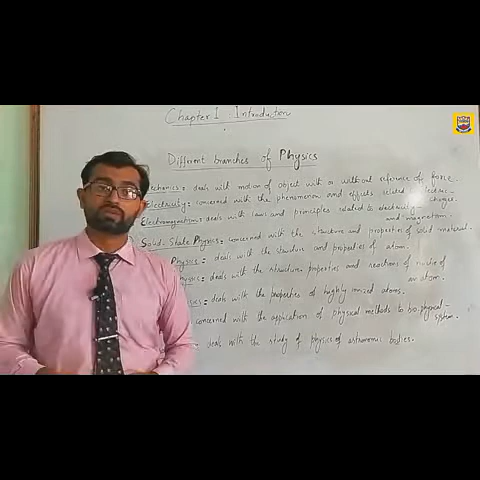 Chapter 1 Introduction
Different branches of Physics
echanics: deals with motion of object with or without reference of force.
Electricity: concerned with the phenomenon and effects related electric-
charges.
Electromagnetism: deals with laws and principles related to electricity
and magnetism.
Solid State Physics: concerned with the structure and properties of solid material.
Physics: deals with the structure and properties of atom.
Physics: deals with the structure, properties and reactions of nuclei of
an atom.
sics: deals with the properties of highly ionized atoms.
concerned with the application of physical methods to bio.physical-
system.
deals with the study of physics of astronomic bodies.